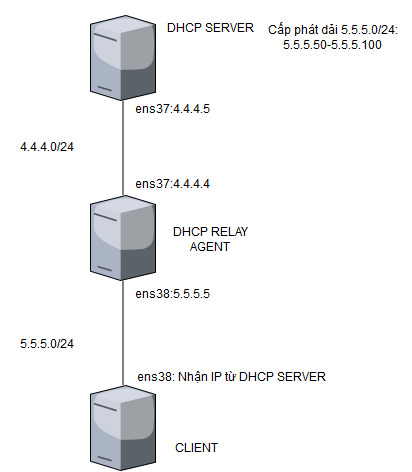 DHCP SERVER
Cấp phát dải 5.5.5.0/24:
5.5.5.50-5.5.5.100
ens37:4.4.4.5
4.4.4.0/24
ens37:4.4.4.4
DHCP RELAY
AGENT
ens38:5.5.5.5
5.5.5.0/24
ens38: Nhận IP từ DHCP SERVER
CLIENT